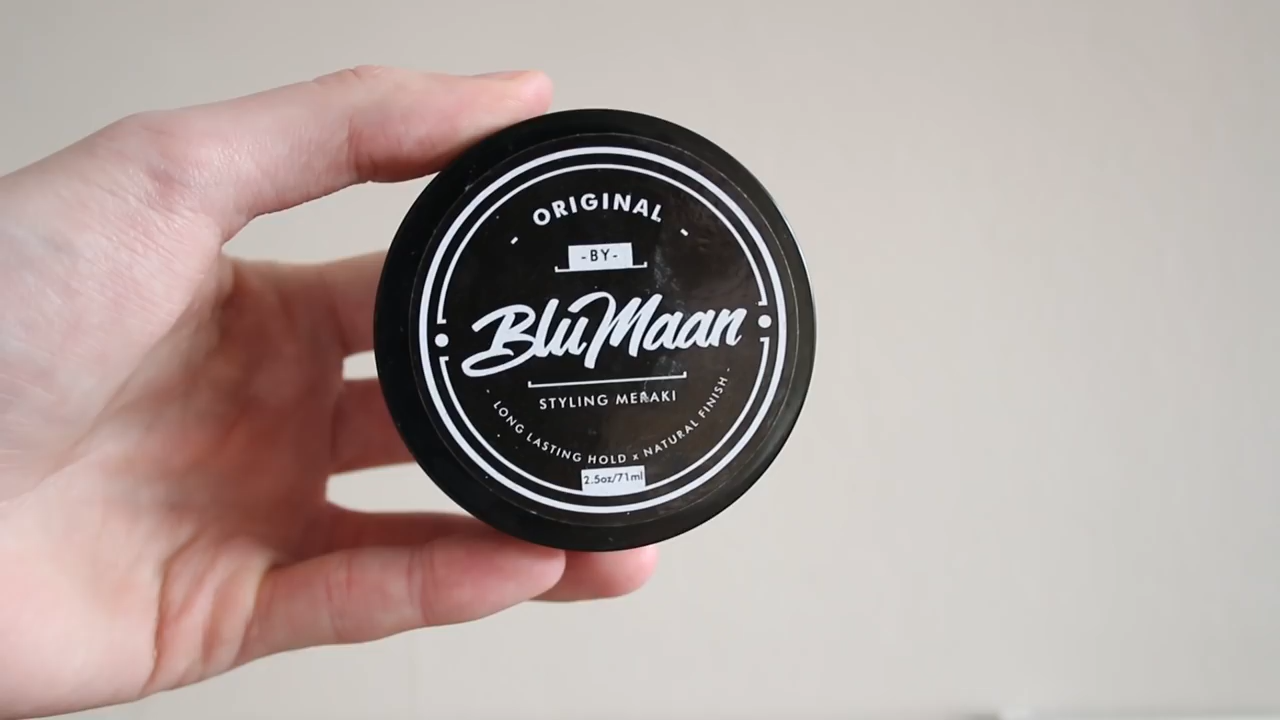 ORIGINAL
-BY-
BluMaan
STYLING MERAKI
- LONG LASTING HOLD x NATURAL FINISH -
2.5oz/71ml